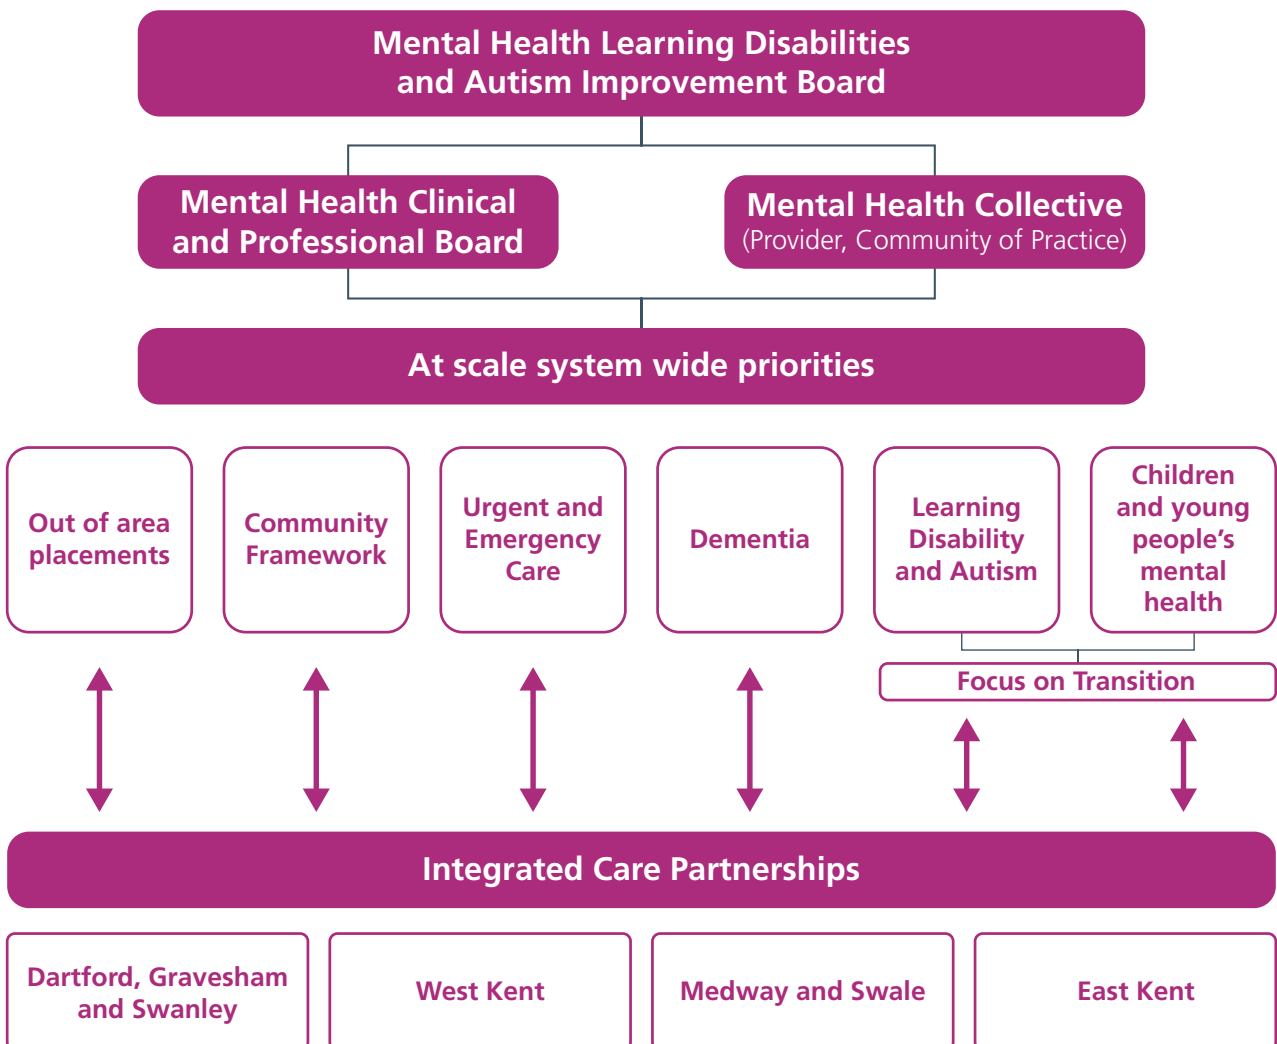 Mental Health Learning Disabilities
and Autism Improvement Board
Mental Health Clinical
and Professional Board
Mental Health Collective
(Provider, Community of Practice)
At scale system wide priorities
Out of area
placements
Community
Framework
Urgent and
Emergency
Care
Dementia
Learning
Disability
and Autism
Children
and young
people’s
mental
health
Focus on Transition
Integrated Care Partnerships
Dartford, Gravesham
and Swanley
West Kent
Medway and Swale
East Kent